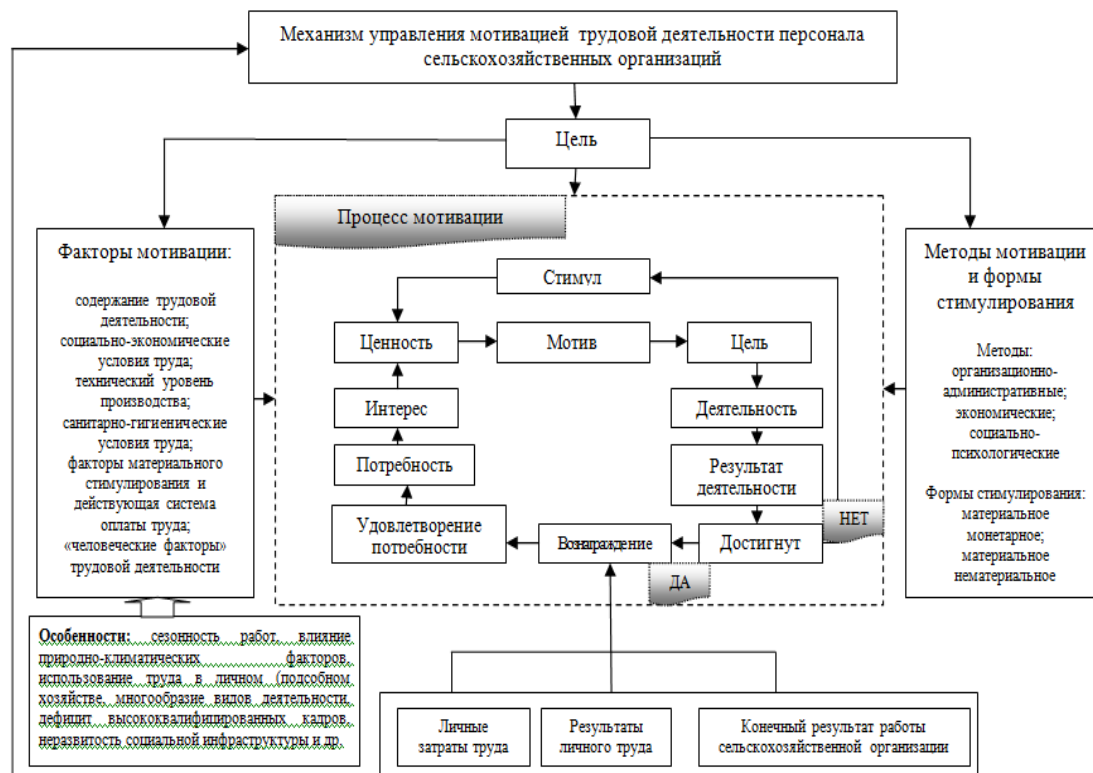 Механизм управления мотивацией трудовой деятельности персонала
сельскохозяйственных организаций
Цель
Процесс мотивации
Факторы мотивации:
содержание трудовой
деятельности;
социально-экономические
условия труда;
технический уровень
производства;
санитарно-гигиенические
условия труда;
факторы материального
стимулирования и
действующая система
оплаты труда;
«человеческие факторы»
трудовой деятельности
Стимул
Ценность
Мотив
Цель
Интерес
Деятельность
Потребность
Результат
деятельности
Удовлетворение
потребности
Вознаграждение
Достигнут
НЕТ
ДА
Методы мотивации
и формы
стимулирования
Методы:
организационно-
административные;
экономические;
социально-
психологические
Формы стимулирования:
материальное
монетарное;
материальное
нематериальное
Особенности: сезонность работ, влияние
природно-климатических факторов,
использование труда в личном (подсобном
хозяйстве, многообразие видов деятельности,
дефицит высококвалифицированных кадров,
неразвитость социальной инфраструктуры и др.
Личные
затраты труда
Результаты
личного труда
Конечный результат работы
сельскохозяйственной организации